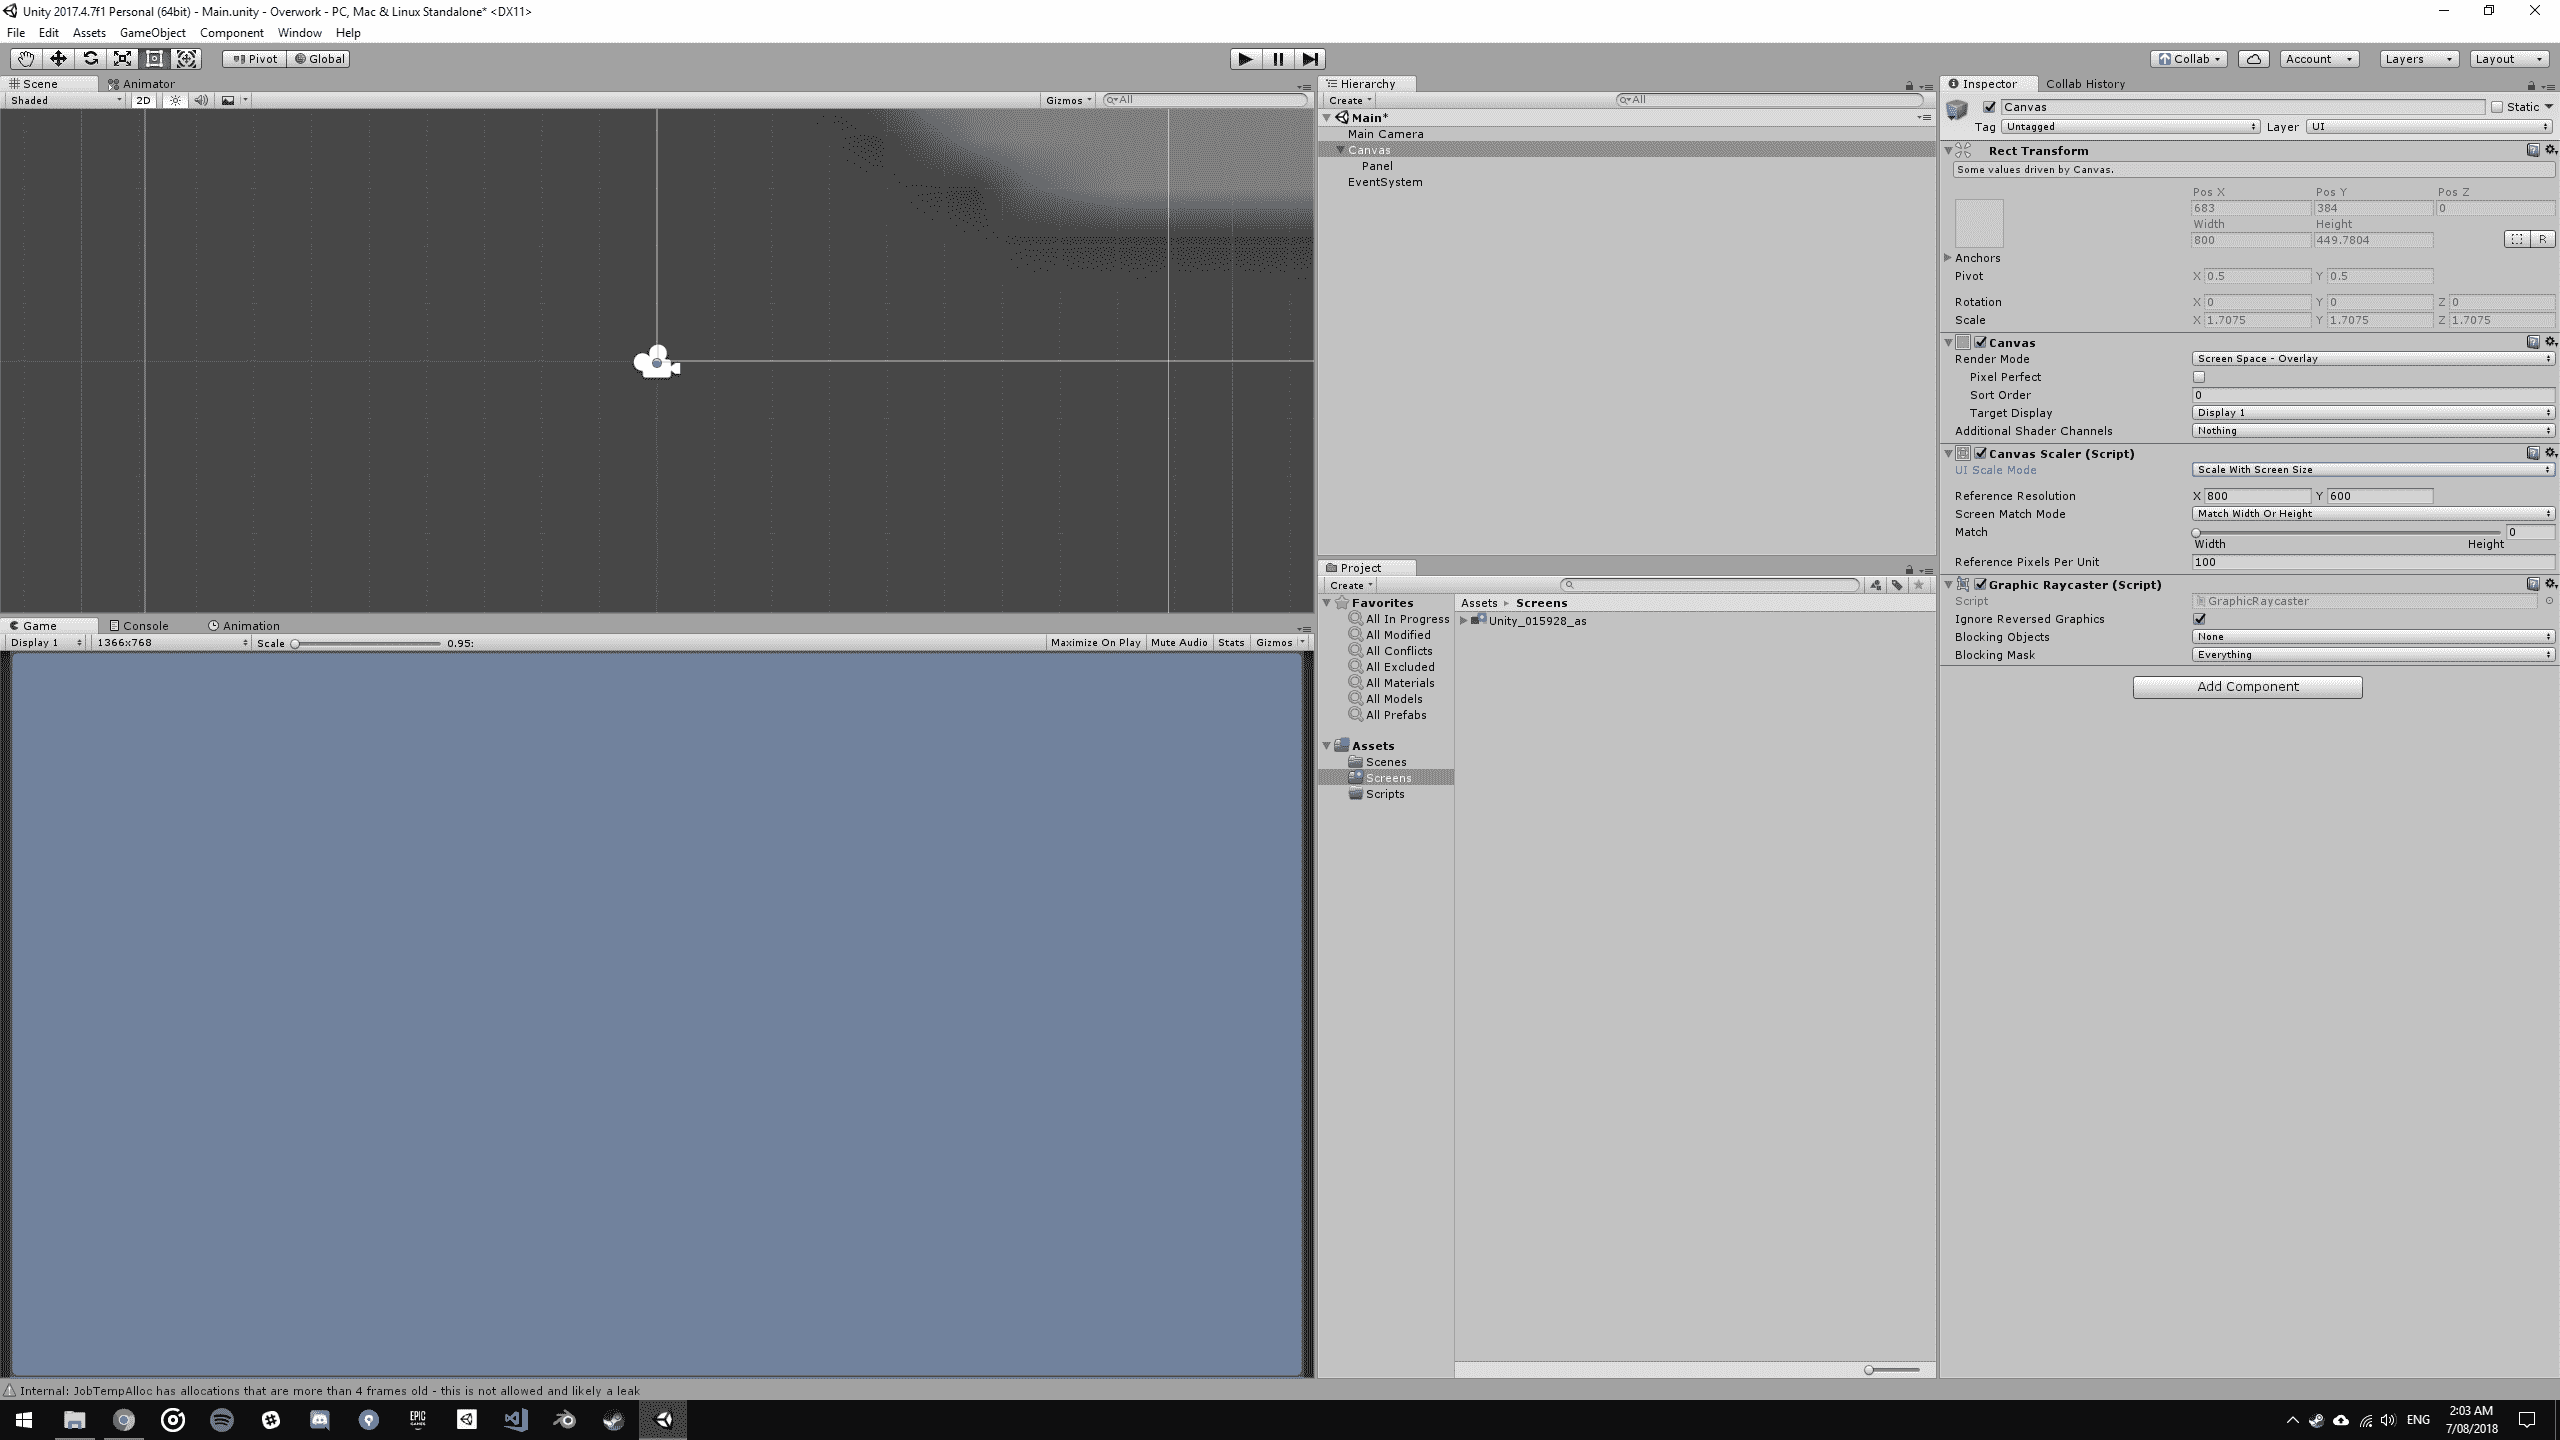 Unity 2017.4.7f1 Personal (64bit) - Main.unity - Overwork - PC, Mac & Linux Standalone* <DX11>
File Edit Assets GameObject Component Window Help
Pivot Global
Collab Account Layers Layout
Scene Animator
Shaded 2D Gizmos All
Game Console Animation
Display 1 1366x768 Scale 0.95: Maximize On Play Mute Audio Stats Gizmos
Hierarchy
Create All
Main*
Main Camera
Canvas
Panel
EventSystem
Project
Create
Favorites
All In Progress
All Modified
All Conflicts
All Excluded
All Materials
All Models
All Prefabs
Assets
Scenes
Screens
Scripts
Assets Screens
Unity_015928_as
Inspector Collab History
Canvas Static
Tag Untagged Layer UI
Rect Transform
Some values driven by Canvas.
Pos X Pos Y Pos Z
683 384 0
Width Height
800 449.7804
R
Anchors
Pivot X 0.5 Y 0.5
Rotation X 0 Y 0 Z 0
Scale X 1.7075 Y 1.7075 Z 1.7075
Canvas
Render Mode Screen Space - Overlay
Pixel Perfect
Sort Order 0
Target Display Display 1
Additional Shader Channels Nothing
Canvas Scaler (Script)
UI Scale Mode Scale With Screen Size
Reference Resolution X 800 Y 600
Screen Match Mode Match Width Or Height
Match 0
Width Height
Reference Pixels Per Unit 100
Graphic Raycaster (Script)
Script GraphicRaycaster
Ignore Reversed Graphics
Blocking Objects None
Blocking Mask Everything
Add Component
Internal: JobTempAlloc has allocations that are more than 4 frames old - this is not allowed and likely a leak
EPIC
GAMES
ENG
2:03 AM
7/08/2018